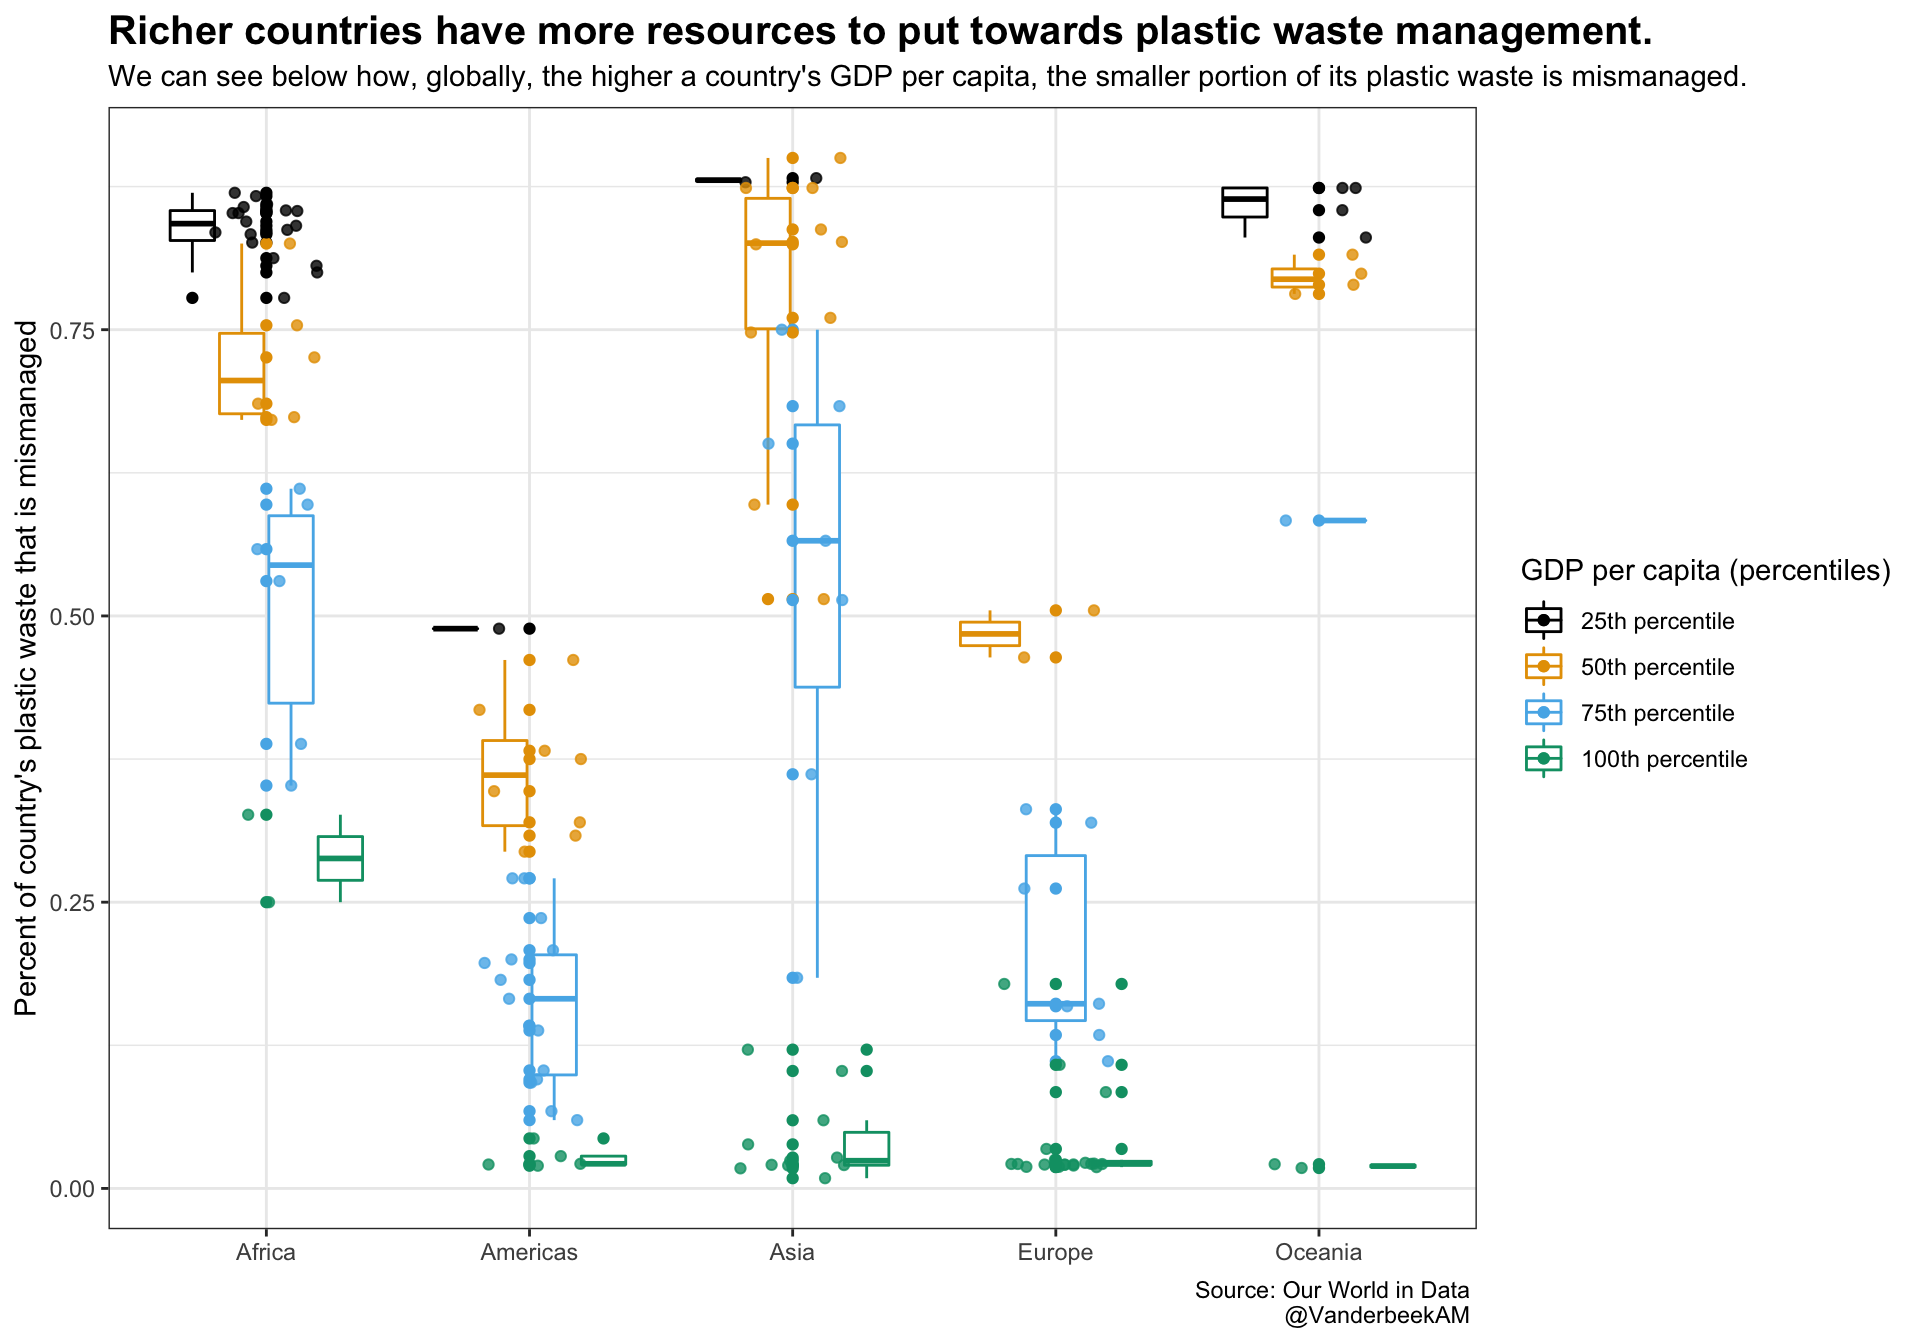 Richer countries have more resources to put towards plastic waste management.
We can see below how, globally, the higher a country's GDP per capita, the smaller portion of its plastic waste is mismanaged.
Percent of country's plastic waste that is mismanaged
0.75
0.50
0.25
0.00
Africa
Americas
Asia
Europe
Oceania
GDP per capita (percentiles)
25th percentile
50th percentile
75th percentile
100th percentile
Source: Our World in Data
@VanderbeekAM